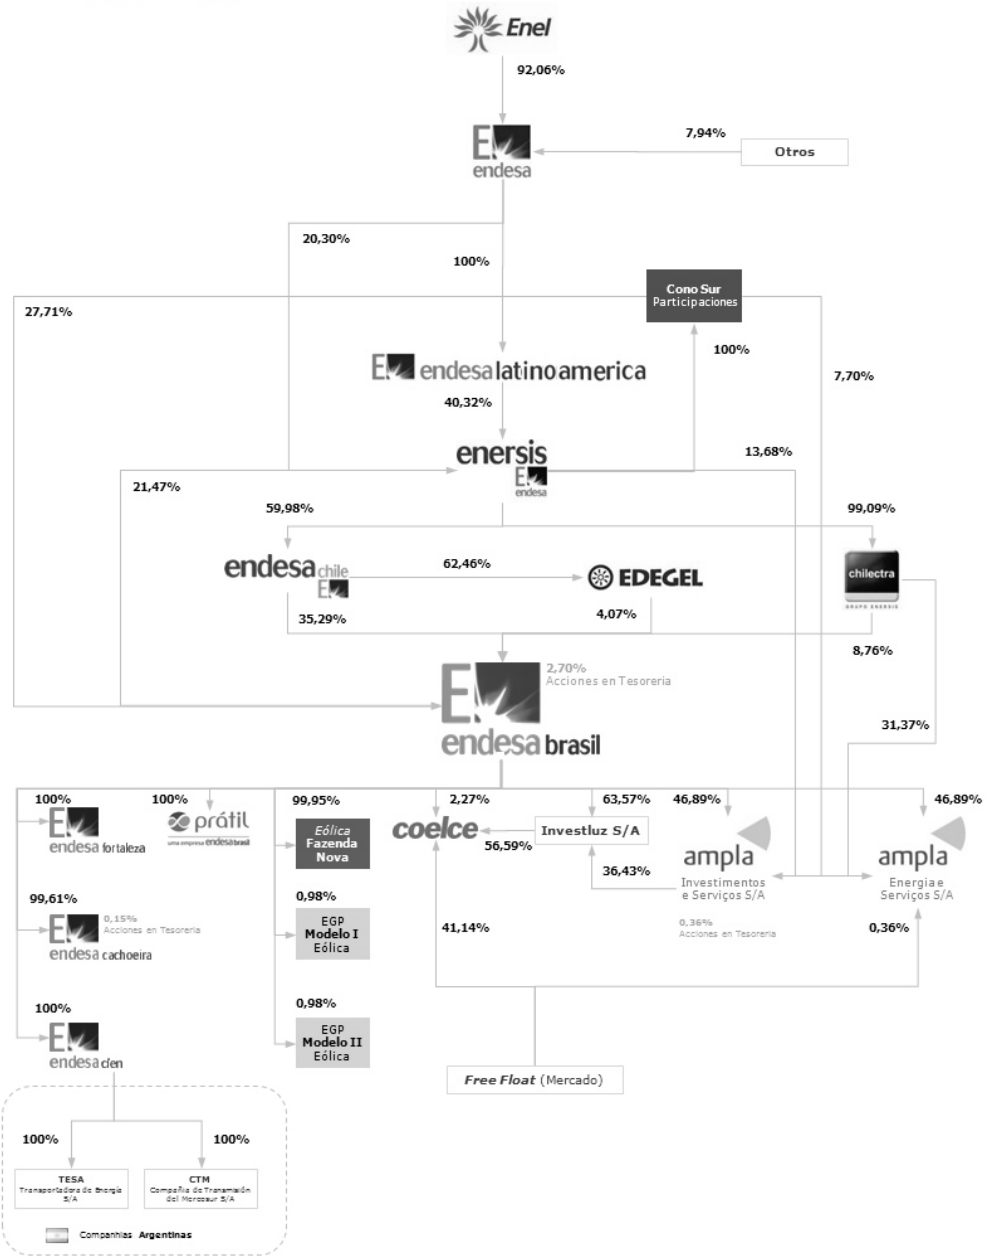 Enel
92,06%
7,94%
Otros
endesa
20,30%
100%
27,71%
Cono Sur
Participaciones
100%
7,70%
endesa latinoamerica
40,32%
enersis
endesa
13,68%
21,47%
59,98%
99,09%
endesa chile
62,46%
EDEGEL
chilectra
GRUPO ENERSIS
35,29%
4,07%
8,76%
2,70%
Acciones en Tesoreria
31,37%
endesa brasil
100%
100%
99,95%
2,27%
63,57%
46,89%
46,89%
endesa fortaleza
prátil
uma empresa endesa brasil
Eólica
Fazenda
Nova
coelce
56,59%
Investluz S/A
36,43%
ampla
Investimentos
e Serviços S/A
ampla
Energia e
Serviços S/A
99,61%
0,15%
Acciones en Tesoreria
endesa cachoeira
0,98%
EGP
Modelo I
Eólica
41,14%
0,36%
Acciones en Tesoreria
0,36%
100%
endesa cien
0,98%
EGP
Modelo II
Eólica
Free Float (Mercado)
100%
100%
TESA
Transportadora de Energía
S/A
CTM
Compañia de Transmisión
del Mercosur S/A
Companhias Argentinas